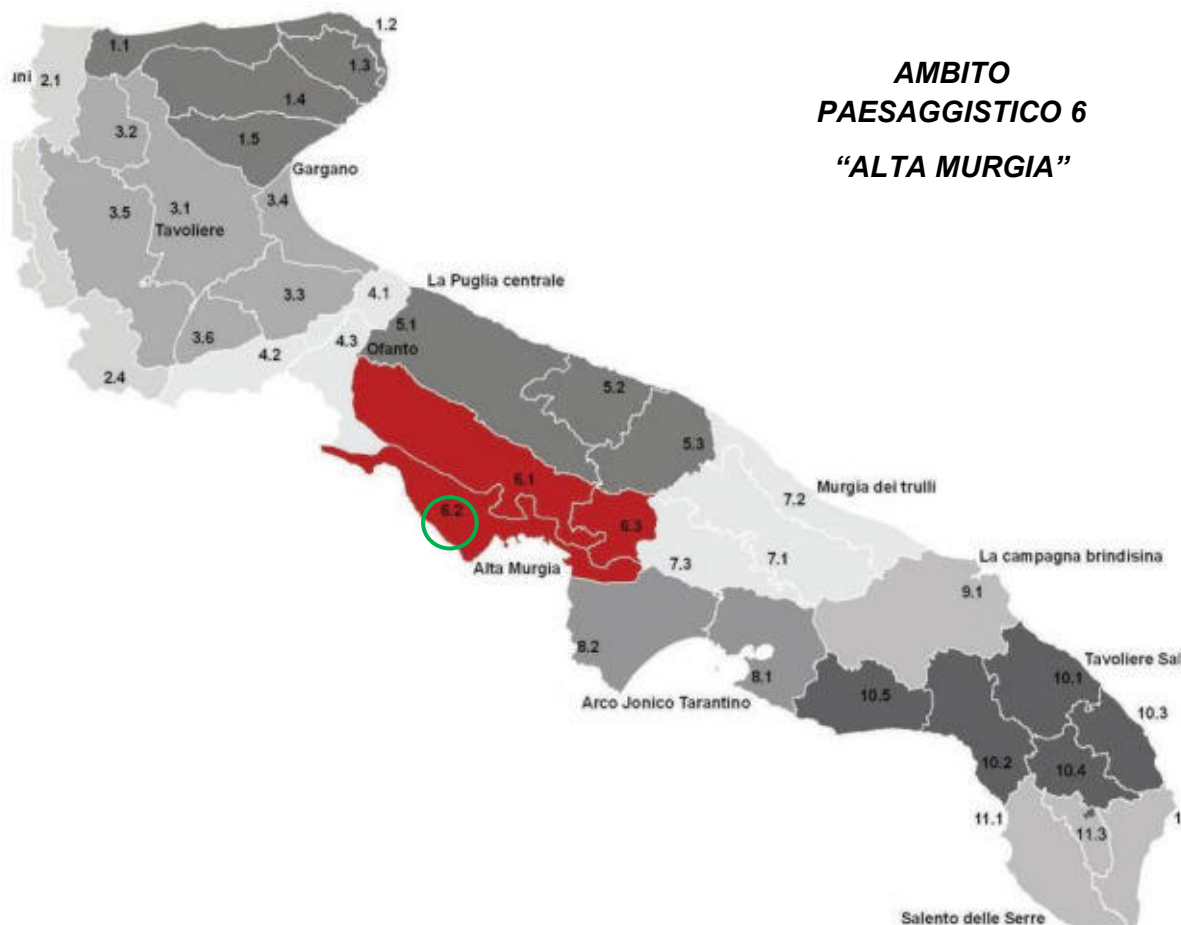 AMBITO
PAESAGGISTICO 6
“ALTA MURGIA”
1.1
1.2
1.3
2.1
1.4
3.2
1.5
Gargano
3.4
3.5
3.1
Tavoliere
La Puglia centrale
4.1
3.3
5.1
3.6
4.3
4.2
Ofanto
2.4
5.2
5.3
6.1
Murgia dei trulli
7.2
6.2
6.3
Alta Murgia
7.3
7.1
La campagna brindisina
9.1
8.2
Tavoliere Sal
8.1
10.1
10.5
Arco Jonico Tarantino
10.3
10.2
10.4
11.1
11.3
Salento delle Serre